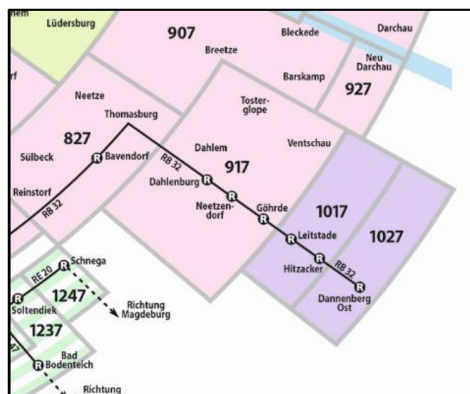 Lüdersburg
907
Bleckede
Darchau
Breetze
Neu
Darchau
Barskamp
927
Neetze
Toster-
glope
Thomasburg
827
Ventschau
Dahlem
Sülbeck
R
Bavendorf
RB 32
917
Dahlenburg
R
Reinstorf
R
Neetzen-
dorf
RB 32
Göhrde
R
1017
R
Leitstade
1027
Schnega
RE 20
R
Hitzacker
R
RB 32
1247
R
R
Soltendiek
Richtung
Magdeburg
Dannenberg
Ost
1237
Bad
Bodenteich
R
Richtung